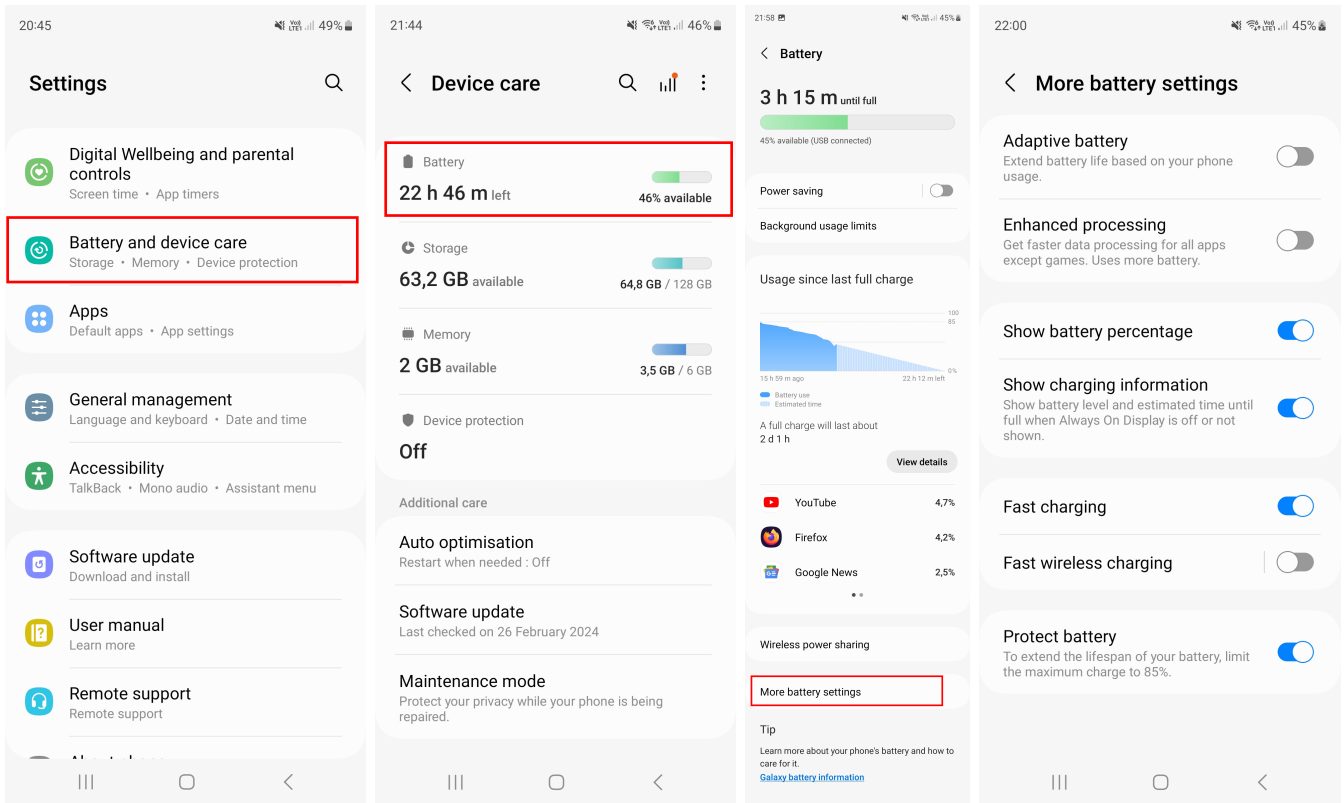 20:45
Vo)) LTE1 49%
Settings
Digital Wellbeing and parental
controls
Screen time • App timers
Battery and device care
Storage • Memory • Device protection
Apps
Default apps • App settings
General management
Language and keyboard • Date and time
Accessibility
TalkBack • Mono audio • Assistant menu
Software update
Download and install
User manual
Learn more
Remote support
Remote support
21:44
Vo)) LTE1 46%
Device care
Battery
22 h 46 m left
46% available
Storage
63,2 GB available
64,8 GB / 128 GB
Memory
2 GB available
3,5 GB / 6 GB
Device protection
Off
Additional care
Auto optimisation
Restart when needed : Off
Software update
Last checked on 26 February 2024
Maintenance mode
Protect your privacy while your phone is being
repaired.
21:58
45%
Battery
3 h 15 m until full
45% available (USB connected)
Power saving
Background usage limits
Usage since last full charge
100
85
0%
15 h 59 m ago
22 h 12 m left
Battery use
Estimated time
A full charge will last about
2 d 1 h
View details
YouTube 4,7%
Firefox 4,2%
Google News 2,5%
Wireless power sharing
More battery settings
Tip
Learn more about your phone's battery and how to
care for it.
Galaxy battery information
22:00
Vo)) LTE1 45%
More battery settings
Adaptive battery
Extend battery life based on your phone
usage.
Enhanced processing
Get faster data processing for all apps
except games. Uses more battery.
Show battery percentage
Show charging information
Show battery level and estimated time until
full when Always On Display is off or not
shown.
Fast charging
Fast wireless charging
Protect battery
To extend the lifespan of your battery, limit
the maximum charge to 85%.